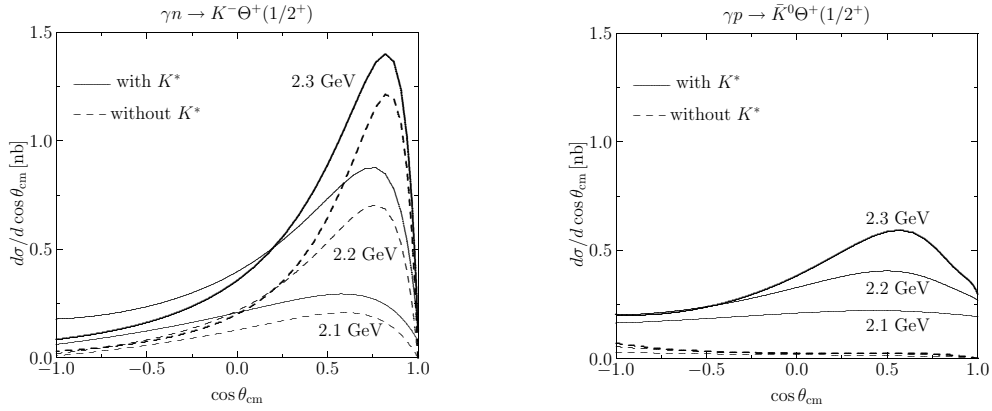 γn → K⁻Θ⁺(1/2⁺)
1.5
1.0
0.5
0.0
dσ/d cos θcm [nb]
with K*
without K*
2.3 GeV
2.2 GeV
2.1 GeV
−1.0 −0.5 0.0 0.5 1.0
cos θcm
γp → K̄⁰Θ⁺(1/2⁺)
1.5
1.0
0.5
0.0
dσ/d cos θcm [nb]
with K*
without K*
2.3 GeV
2.2 GeV
2.1 GeV
−1.0 −0.5 0.0 0.5 1.0
cos θcm